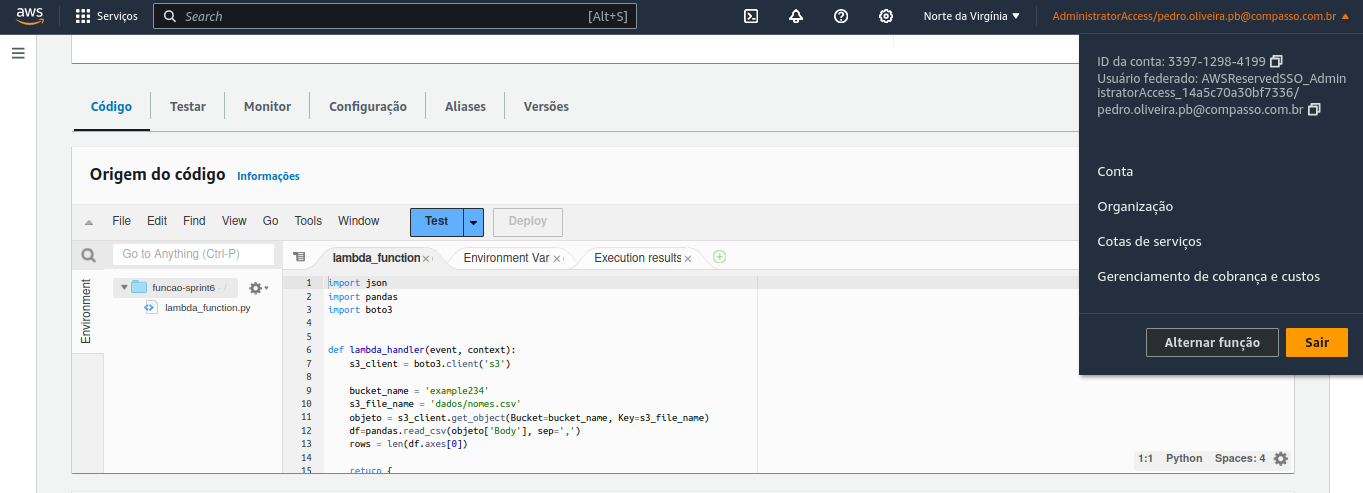 aws
Serviços
Search
[Alt+S]
Norte da Virgínia
AdministratorAccess/pedro.oliveira.pb@compasso.com.br
ID da conta: 3397-1298-4199
Usuário federado: AWSReservedSSO_Admin
istratorAccess_14a5c70a30bf7336/
pedro.oliveira.pb@compasso.com.br
Conta
Organização
Cotas de serviços
Gerenciamento de cobrança e custos
Alternar função
Sair
Código
Testar
Monitor
Configuração
Aliases
Versões
Origem do código
Informações
File Edit Find View Go Tools Window
Test
Deploy
Go to Anything (Ctrl-P)
Environment
funcao-sprint6 - /
lambda_function.py
lambda_function
Environment Var
Execution results
1 import json
2 import pandas
3 import boto3
4
5
6 def lambda_handler(event, context):
7 s3_client = boto3.client('s3')
8
9 bucket_name = 'example234'
10 s3_file_name = 'dados/nomes.csv'
11 objeto = s3_client.get_object(Bucket=bucket_name, Key=s3_file_name)
12 df=pandas.read_csv(objeto['Body'], sep=',')
13 rows = len(df.axes[0])
14
15 return {
1:1 Python Spaces: 4